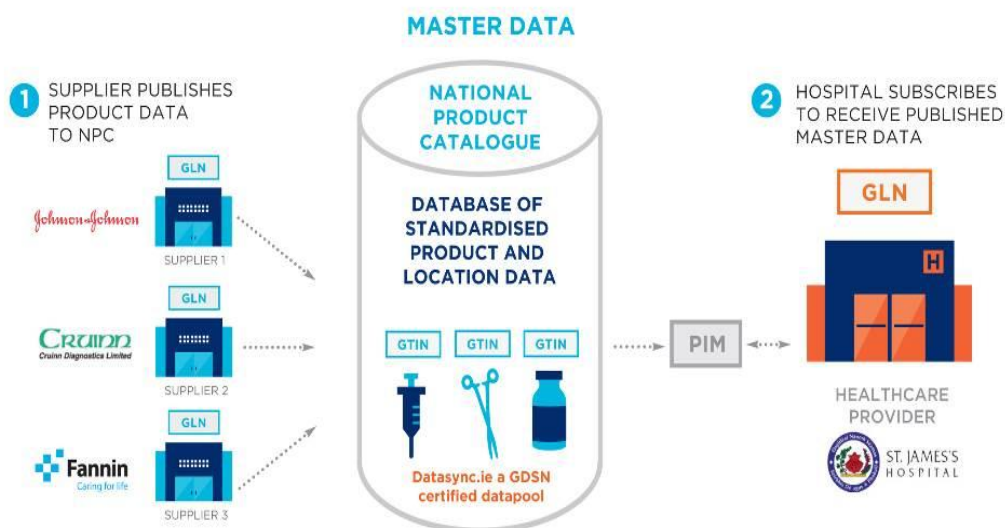 MASTER DATA
1
SUPPLIER PUBLISHES
PRODUCT DATA
TO NPC
GLN
Johnson & Johnson
SUPPLIER 1
GLN
CRUINN
Cruinn Diagnostics Limited
SUPPLIER 2
GLN
Fannin
Caring for life
SUPPLIER 3
NATIONAL
PRODUCT
CATALOGUE
DATABASE OF
STANDARDISED
PRODUCT AND
LOCATION DATA
GTIN GTIN GTIN
Datasync.ie a GDSN
certified datapool
PIM
2
HOSPITAL SUBSCRIBES
TO RECEIVE PUBLISHED
MASTER DATA
GLN
H
HEALTHCARE
PROVIDER
ST. JAMES'S
HOSPITAL